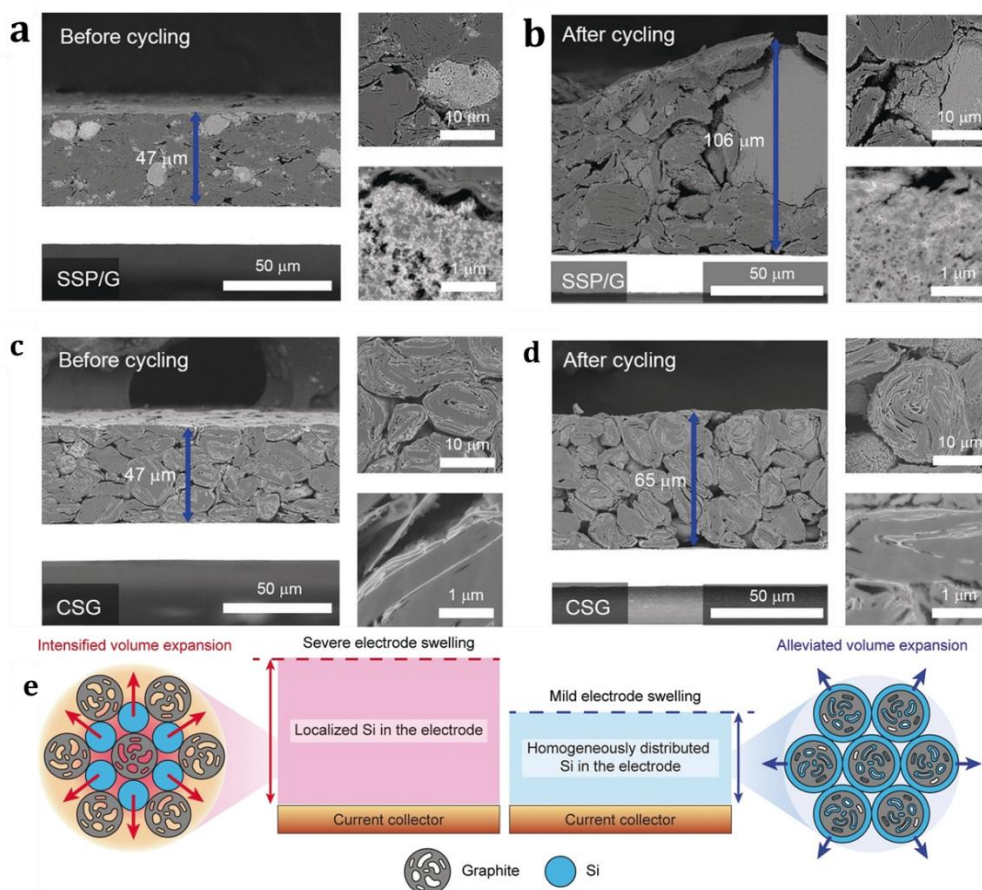 a
Before cycling
47 μm
SSP/G
50 μm
10 μm
1 μm
b
After cycling
106 μm
SSP/G
50 μm
10 μm
1 μm
c
Before cycling
47 μm
CSG
50 μm
10 μm
1 μm
d
After cycling
65 μm
CSG
50 μm
10 μm
1 μm
e
Intensified volume expansion
Severe electrode swelling
Localized Si in the electrode
Current collector
Mild electrode swelling
Homogeneously distributed
Si in the electrode
Current collector
Alleviated volume expansion
Graphite
Si